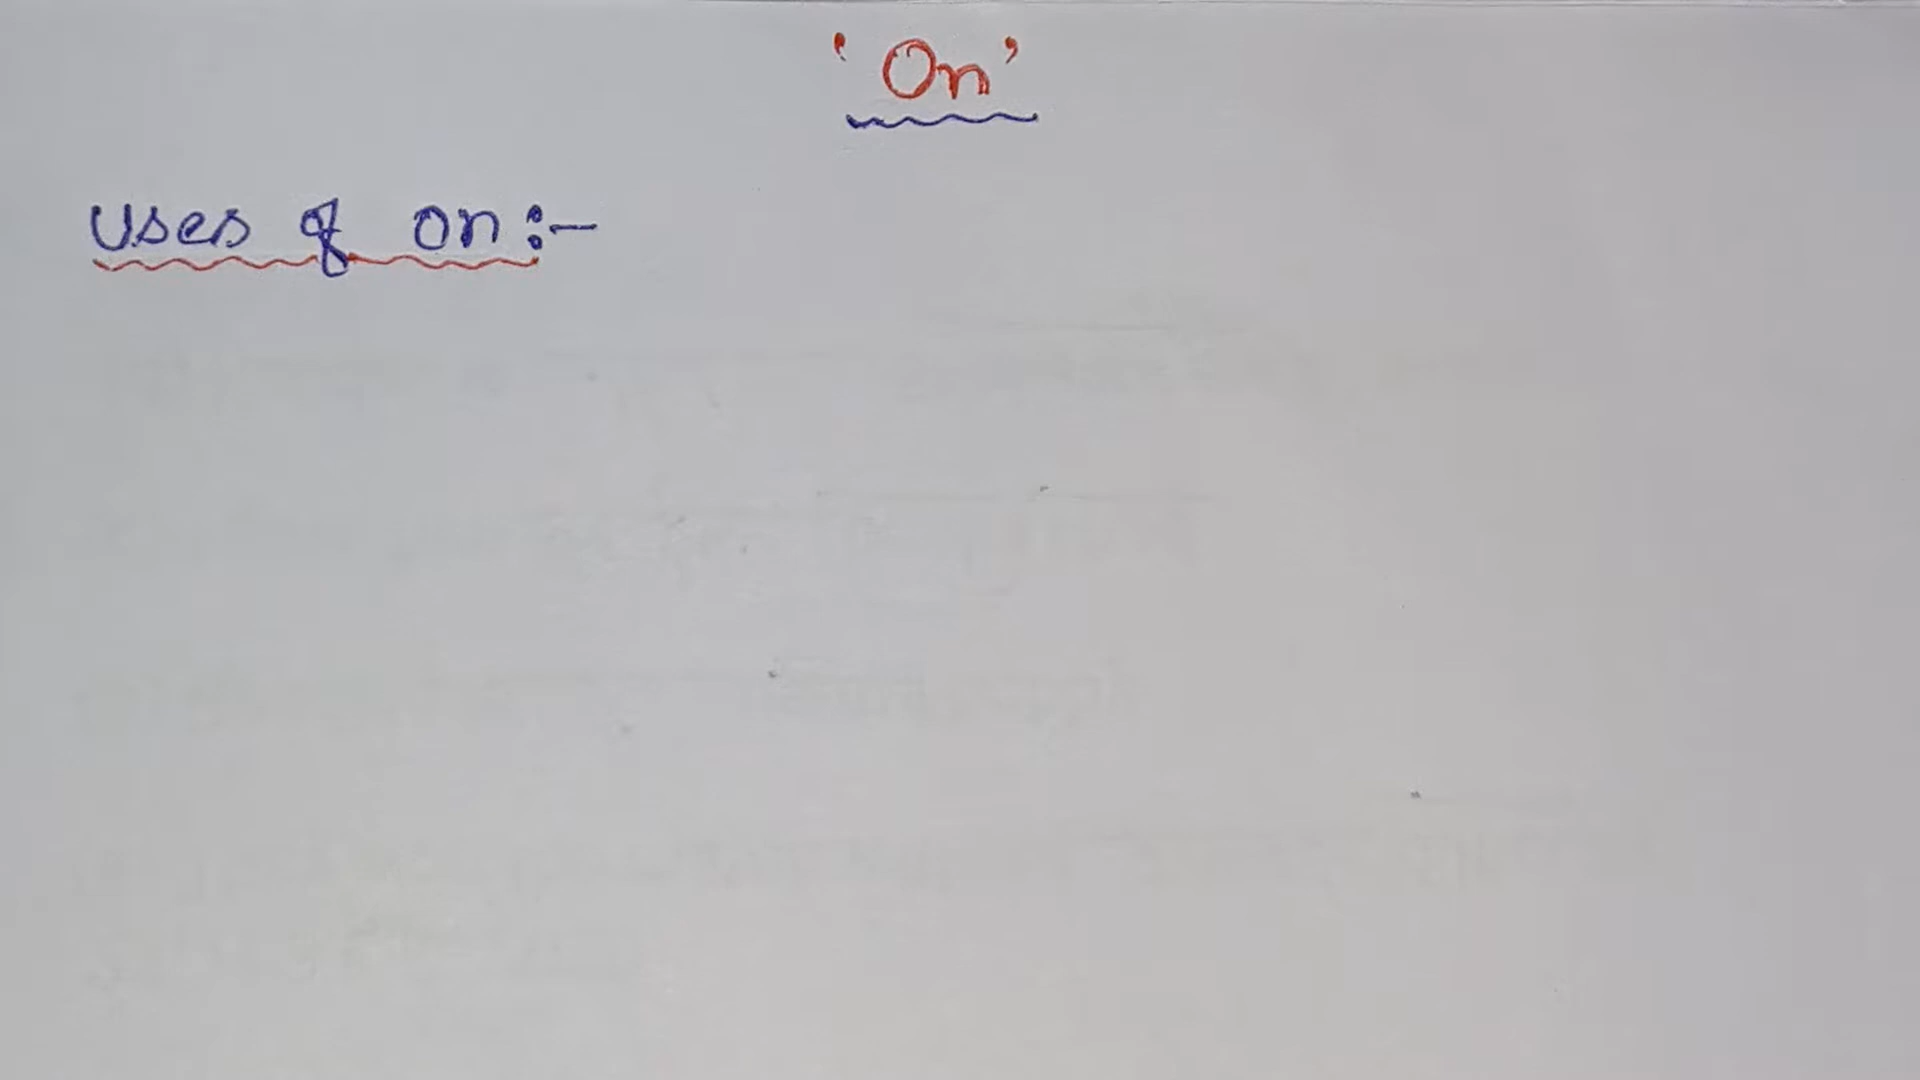 ‘On’
uses of on:-